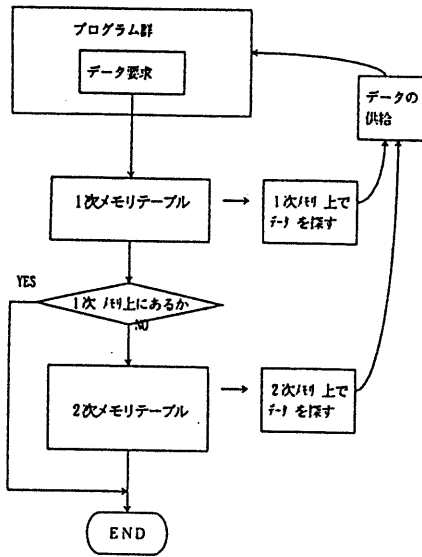 プログラム群
データ要求
データの
供給
1次メモリテーブル
1次ﾒﾓﾘ 上で
ﾃﾞｰﾀ を探す
YES
1次 ﾒﾓﾘ上にあるか
NO
2次メモリテーブル
2次ﾒﾓﾘ 上で
ﾃﾞｰﾀ を探す
END